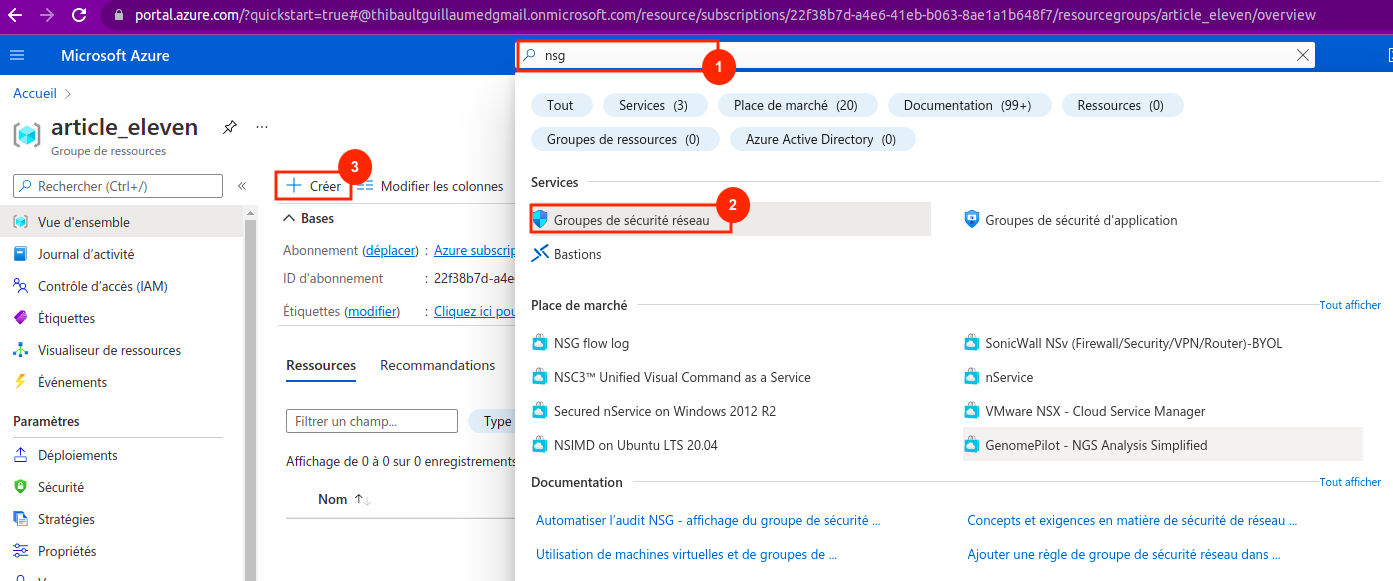 portal.azure.com/?quickstart=true#@thibaultguillaumedgmail.onmicrosoft.com/resource/subscriptions/22f38b7d-a4e6-41eb-b063-8ae1a1b648f7/resourcegroups/article_eleven/overview
Microsoft Azure
nsg
1
Accueil
article_eleven
...
Groupe de ressources
Rechercher (Ctrl+/)
«
Vue d'ensemble
Journal d'activité
Contrôle d'accès (IAM)
Étiquettes
Visualiseur de ressources
Événements
Paramètres
Déploiements
Sécurité
Stratégies
Propriétés
3
Créer
Modifier les colonnes
Bases
Abonnement (déplacer) : Azure subscrip
ID d'abonnement : 22f38b7d-a4e
Étiquettes (modifier) : Cliquez ici pou
Ressources Recommandations
Filtrer un champ... Type
Affichage de 0 à 0 sur 0 enregistrements
Nom ↑↓
Tout Services (3) Place de marché (20) Documentation (99+) Ressources (0)
Groupes de ressources (0) Azure Active Directory (0)
Services
2
Groupes de sécurité réseau Groupes de sécurité d'application
Bastions
Place de marché Tout afficher
NSG flow log SonicWall NSv (Firewall/Security/VPN/Router)-BYOL
NSC3™ Unified Visual Command as a Service nService
Secured nService on Windows 2012 R2 VMware NSX - Cloud Service Manager
NSIMD on Ubuntu LTS 20.04 GenomePilot - NGS Analysis Simplified
Documentation Tout afficher
Automatiser l'audit NSG - affichage du groupe de sécurité ... Concepts et exigences en matière de sécurité de réseau ...
Utilisation de machines virtuelles et de groupes de ... Ajouter une règle de groupe de sécurité réseau dans ...